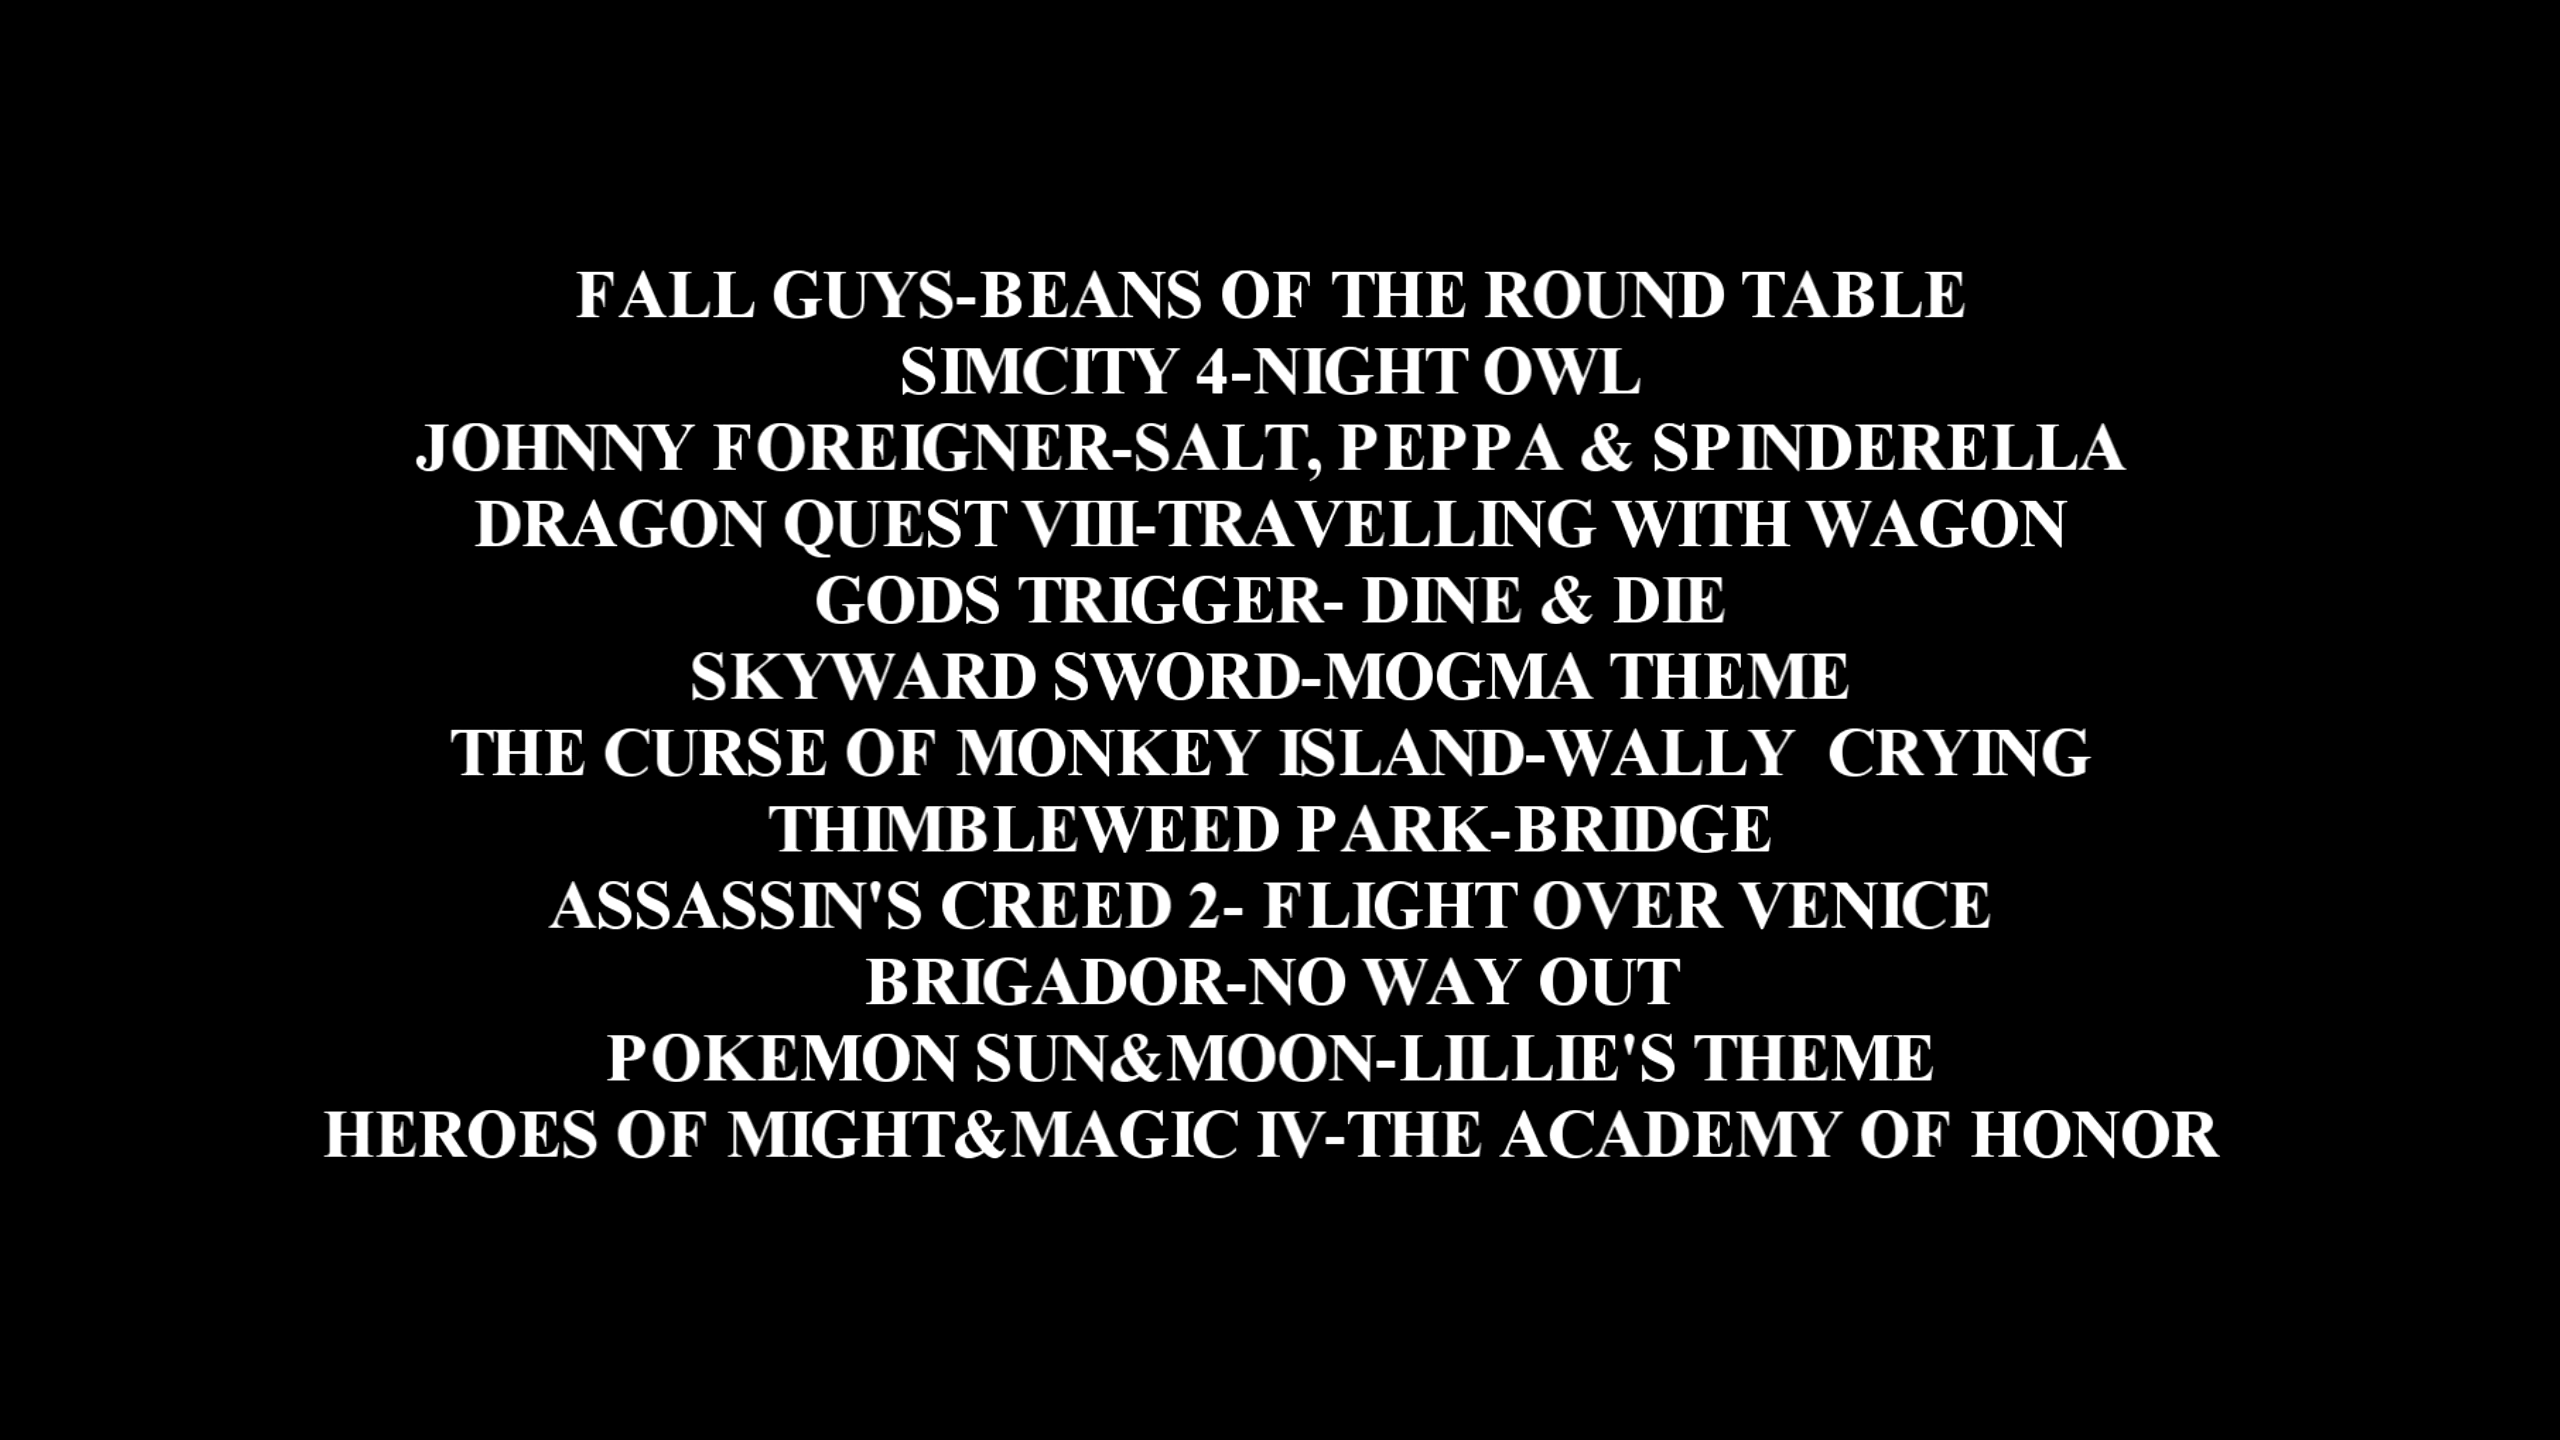 FALL GUYS-BEANS OF THE ROUND TABLE
SIMCITY 4-NIGHT OWL
JOHNNY FOREIGNER-SALT, PEPPA & SPINDERELLA
DRAGON QUEST VIII-TRAVELLING WITH WAGON
GODS TRIGGER- DINE & DIE
SKYWARD SWORD-MOGMA THEME
THE CURSE OF MONKEY ISLAND-WALLY  CRYING
THIMBLEWEED PARK-BRIDGE
ASSASSIN'S CREED 2- FLIGHT OVER VENICE
BRIGADOR-NO WAY OUT
POKEMON SUN&MOON-LILLIE'S THEME
HEROES OF MIGHT&MAGIC IV-THE ACADEMY OF HONOR